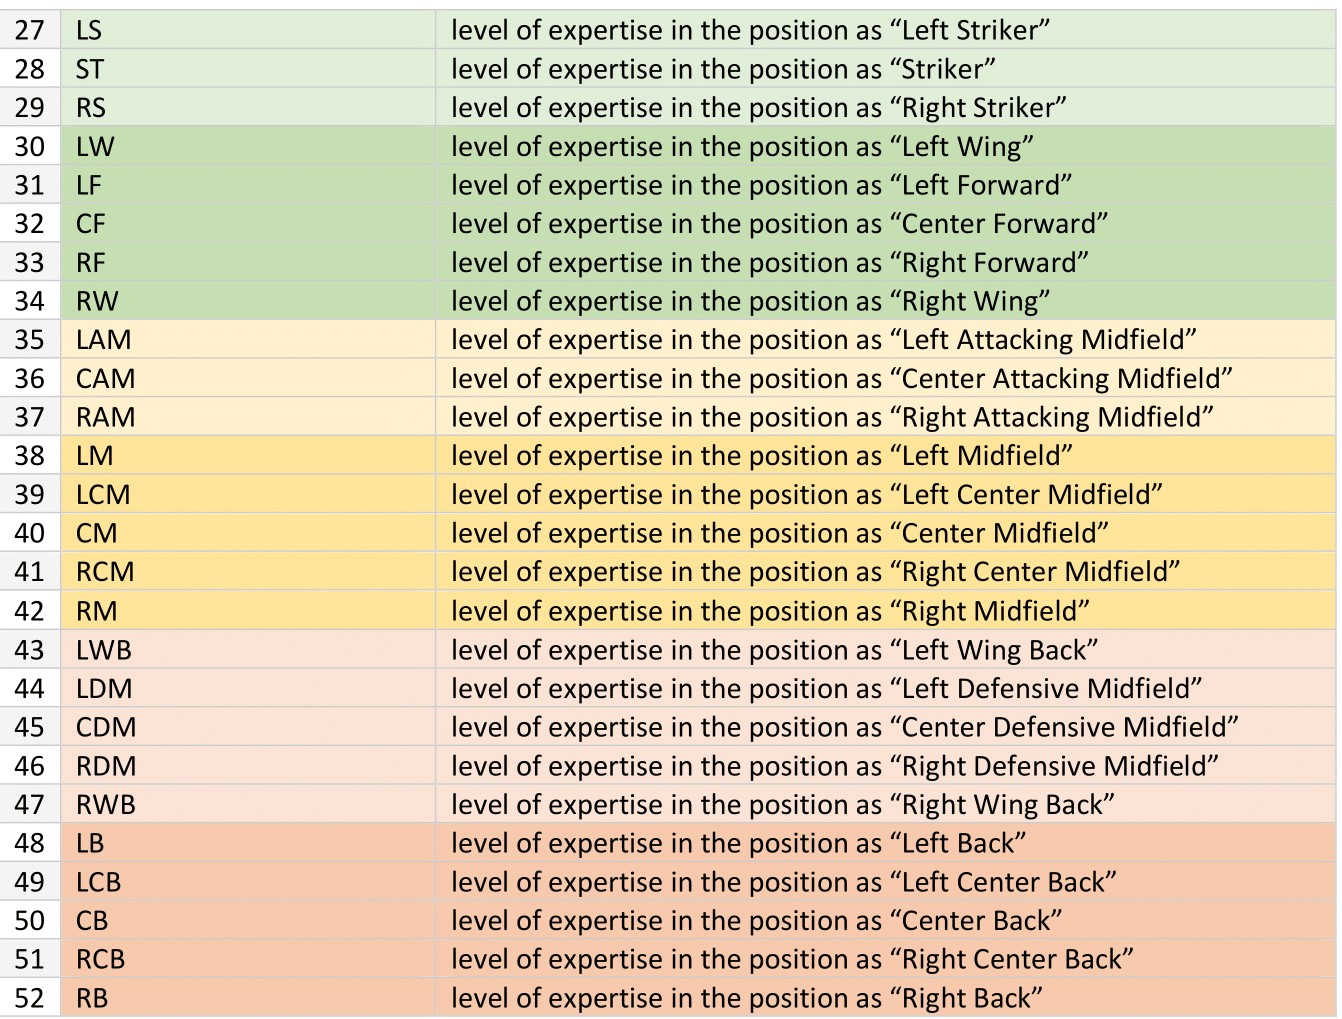 27 LS level of expertise in the position as “Left Striker”
28 ST level of expertise in the position as “Striker”
29 RS level of expertise in the position as “Right Striker”
30 LW level of expertise in the position as “Left Wing”
31 LF level of expertise in the position as “Left Forward”
32 CF level of expertise in the position as “Center Forward”
33 RF level of expertise in the position as “Right Forward”
34 RW level of expertise in the position as “Right Wing”
35 LAM level of expertise in the position as “Left Attacking Midfield”
36 CAM level of expertise in the position as “Center Attacking Midfield”
37 RAM level of expertise in the position as “Right Attacking Midfield”
38 LM level of expertise in the position as “Left Midfield”
39 LCM level of expertise in the position as “Left Center Midfield”
40 CM level of expertise in the position as “Center Midfield”
41 RCM level of expertise in the position as “Right Center Midfield”
42 RM level of expertise in the position as “Right Midfield”
43 LWB level of expertise in the position as “Left Wing Back”
44 LDM level of expertise in the position as “Left Defensive Midfield”
45 CDM level of expertise in the position as “Center Defensive Midfield”
46 RDM level of expertise in the position as “Right Defensive Midfield”
47 RWB level of expertise in the position as “Right Wing Back”
48 LB level of expertise in the position as “Left Back”
49 LCB level of expertise in the position as “Left Center Back”
50 CB level of expertise in the position as “Center Back”
51 RCB level of expertise in the position as “Right Center Back”
52 RB level of expertise in the position as “Right Back”